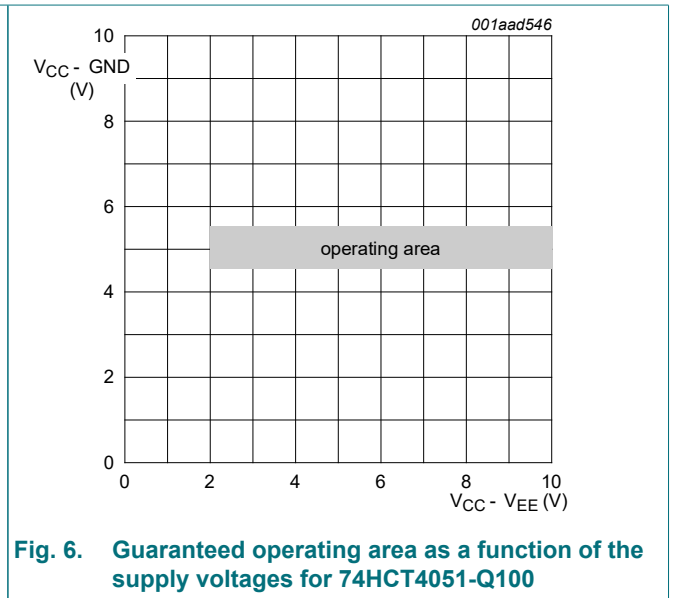 001aad546
10
VCC - GND
(V)
8
6
operating area
4
2
0
0 2 4 6 8 10
VCC - VEE (V)
Fig. 6. Guaranteed operating area as a function of the
supply voltages for 74HCT4051-Q100